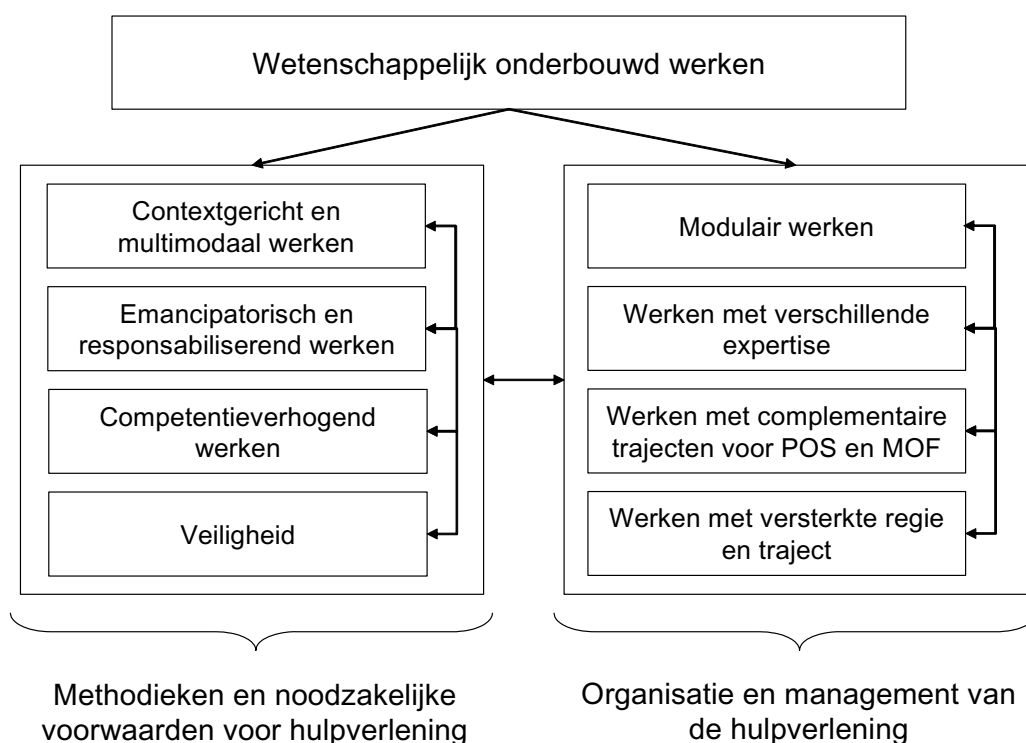 Wetenschappelijk onderbouwd werken
Contextgericht en
multimodaal werken
Emancipatorisch en
responsabiliserend werken
Competentieverhogend
werken
Veiligheid
Methodieken en noodzakelijke
voorwaarden voor hulpverlening
Modulair werken
Werken met verschillende
expertise
Werken met complementaire
trajecten voor POS en MOF
Werken met versterkte regie
en traject
Organisatie en management van
de hulpverlening